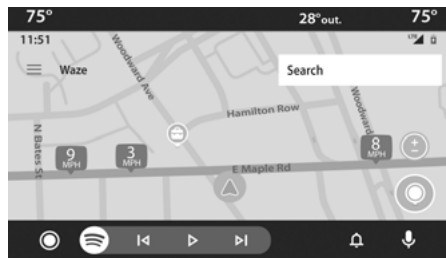 75° 28°out. 75°
11:51 LTE
Waze Search
Woodward Ave
Hamilton Row
Woodward
N Bates St
9 MPH
3 MPH
8 MPH
E Maple Rd